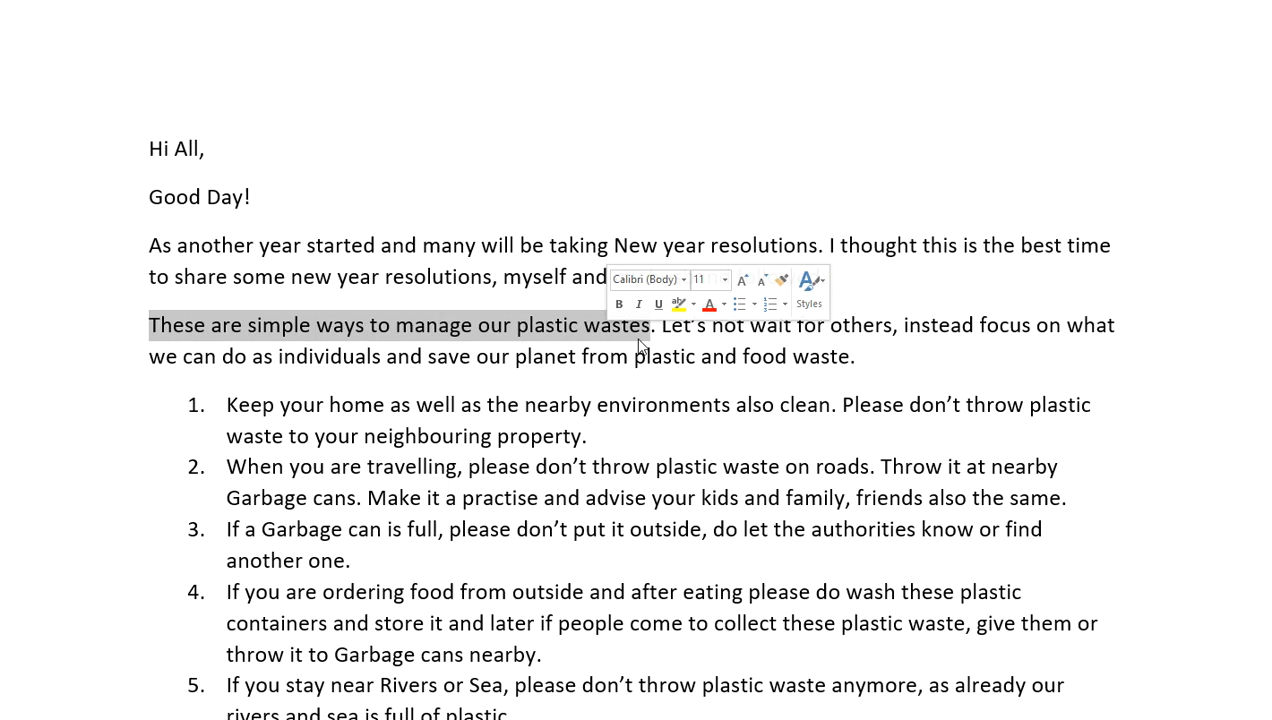 Hi All,
Good Day!
As another year started and many will be taking New year resolutions. I thought this is the best time
to share some new year resolutions, myself and
Calibri (Body) 11
B I U aby A Styles
These are simple ways to manage our plastic wastes. Let’s not wait for others, instead focus on what
we can do as individuals and save our planet from plastic and food waste.
1. Keep your home as well as the nearby environments also clean. Please don’t throw plastic
waste to your neighbouring property.
2. When you are travelling, please don’t throw plastic waste on roads. Throw it at nearby
Garbage cans. Make it a practise and advise your kids and family, friends also the same.
3. If a Garbage can is full, please don’t put it outside, do let the authorities know or find
another one.
4. If you are ordering food from outside and after eating please do wash these plastic
containers and store it and later if people come to collect these plastic waste, give them or
throw it to Garbage cans nearby.
5. If you stay near Rivers or Sea, please don’t throw plastic waste anymore, as already our
rivers and sea is full of plastic.